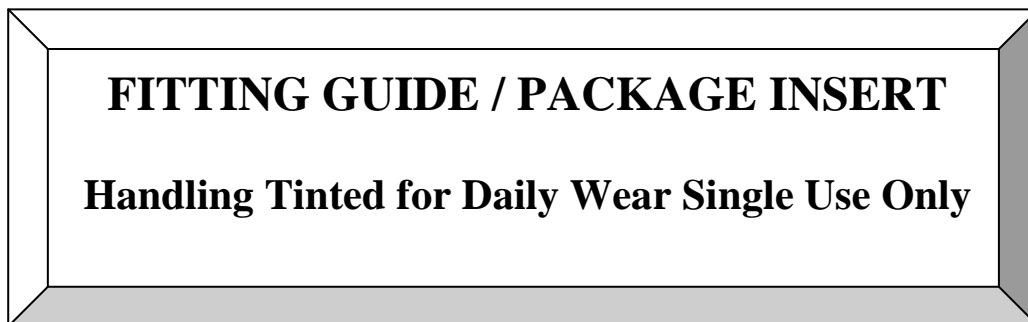 FITTING GUIDE / PACKAGE INSERT
Handling Tinted for Daily Wear Single Use Only